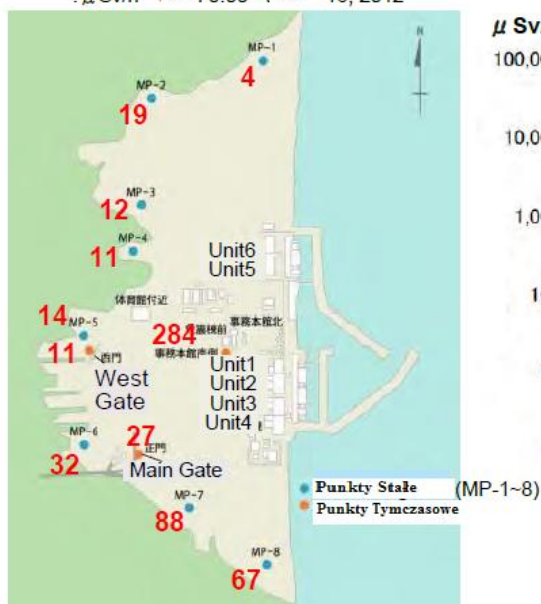 μ Sv
100,0
10,00
1,00
10
N
MP-1
4
MP-2
19
MP-3
12
MP-4
11
Unit6
Unit5
体育館付近
14
MP-5
284
事務本館北
11
西門
事務本館南側
West
Gate
Unit1
Unit2
Unit3
Unit4
27
正門
MP-6
32
Main Gate
Punkty Stałe
(MP-1~8)
Punkty Tymczasowe
MP-7
88
MP-8
67